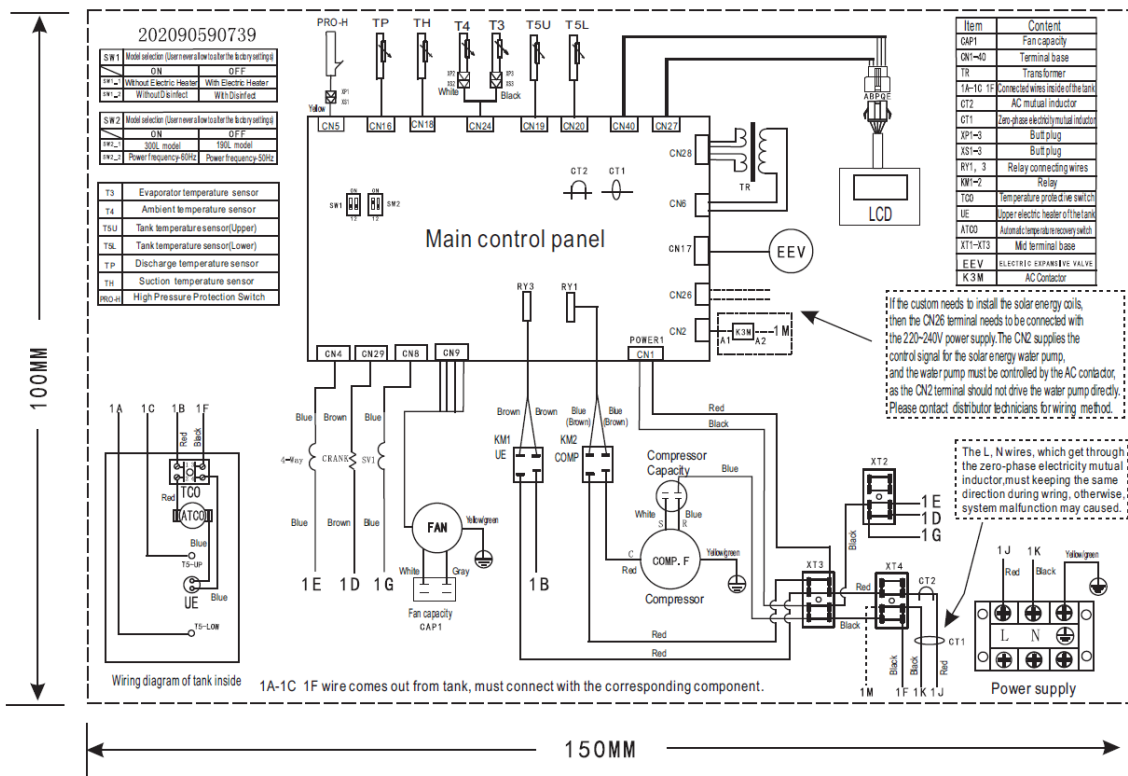 202090590739
SW1 Model selection (User never allow to alter the factory settings)
ON OFF
SW1_1 Without Electric Heater With Electric Heater
SW1_2 Without Disinfect With Disinfect
SW2 Model selection (User never allow to alter the factory settings)
ON OFF
SW2_1 300L model 190L model
SW2_2 Power frequency-60Hz Power frequency-50Hz
T3 Evaporator temperature sensor
T4 Ambient temperature sensor
T5U Tank temperature sensor(Upper)
T5L Tank temperature sensor(Lower)
TP Discharge temperature sensor
TH Suction temperature sensor
PRO-H High Pressure Protection Switch
PRO-H TP TH T4 T3 T5U T5L
XP1
XS1
Yellow
XP2
XS2
White
XP3
XS3
Black
CN5 CN16 CN18 CN24 CN19 CN20 CN40 CN27
CN28
TR
CN6
CN17
EEV
CN26
CN2
A1 K3M A2 1M
CT2 CT1
ON
SW1
12
ON
SW2
12
Main control panel
RY3 RY1
POWER1
CN4 CN29 CN8 CN9 CN1
ABPQE
LCD
Item Content
CAP1 Fan capacity
CN1-40 Terminal base
TR Transformer
1A-1C 1F Connected wires inside of the tank
CT2 AC mutual inductor
CT1 Zero-phase electricity mutual inductor
XP1-3 Butt plug
XS1-3 Butt plug
RY1, 3 Relay connecting wires
KM1-2 Relay
TCO Temperature protective switch
UE Upper electric heater of the tank
ATCO Automatic temperature recovery switch
XT1-XT3 Mid terminal base
EEV ELECTRIC EXPANSIVE VALVE
K3M AC Contactor
If the custom needs to install the solar energy coils,
then the CN26 terminal needs to be connected with
the 220~240V power supply.The CN2 supplies the
control signal for the solar energy water pump,
and the water pump must be controlled by the AC contactor,
as the CN2 terminal should not drive the water pump directly.
Please contact distributor technicians for wiring method.
The L, N wires, which get through
the zero-phase electricity mutual
inductor,must keeping the same
direction during wring, otherwise,
system malfunction may caused.
1A 1C 1B 1F
Red Black
TCO
Red
ATCO
Blue
T5-UP
UE
Blue
T5-LOW
Wiring diagram of tank inside
Blue Brown Blue
4-Way CRANK SV1
Blue Brown Blue
1E 1D 1G
FAN
Yellow/green
White Gray
Fan capacity
CAP1
Brown Brown
KM1
UE
1B
Blue
(Brown)
Blue
(Brown)
KM2
COMP
Red
Black
Compressor
Capacity
Blue
White Blue
S R
C
Red
COMP.F
Yellow/green
Compressor
Red
Red
XT3
Red
Black
Black
XT2
1E
1D
1G
XT4
CT2
CT1
Black Black Red
1M 1F 1K 1J
1J 1K Yellow/green
Red Black
L N
Power supply
1A-1C 1F wire comes out from tank, must connect with the corresponding component.
100MM
150MM